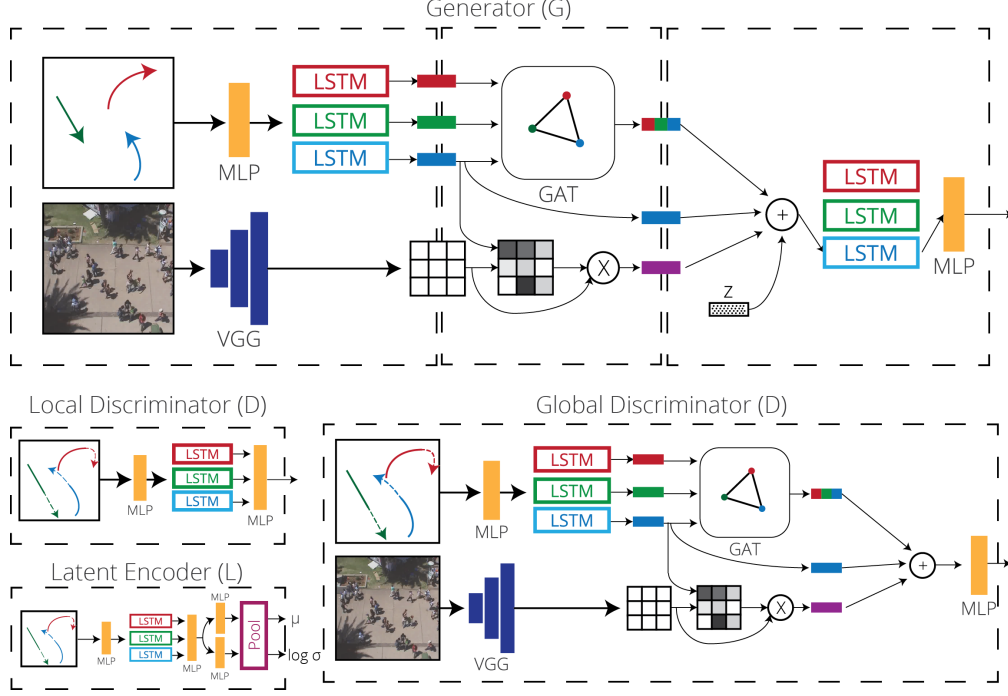 Generator (G)
LSTM
LSTM
LSTM
MLP
GAT
VGG
X
+
Z
LSTM
LSTM
LSTM
MLP
Local Discriminator (D)
MLP
LSTM
LSTM
LSTM
MLP
Latent Encoder (L)
MLP
LSTM
LSTM
LSTM
MLP
MLP
MLP
Pool
μ
log σ
Global Discriminator (D)
MLP
LSTM
LSTM
LSTM
GAT
VGG
X
+
MLP